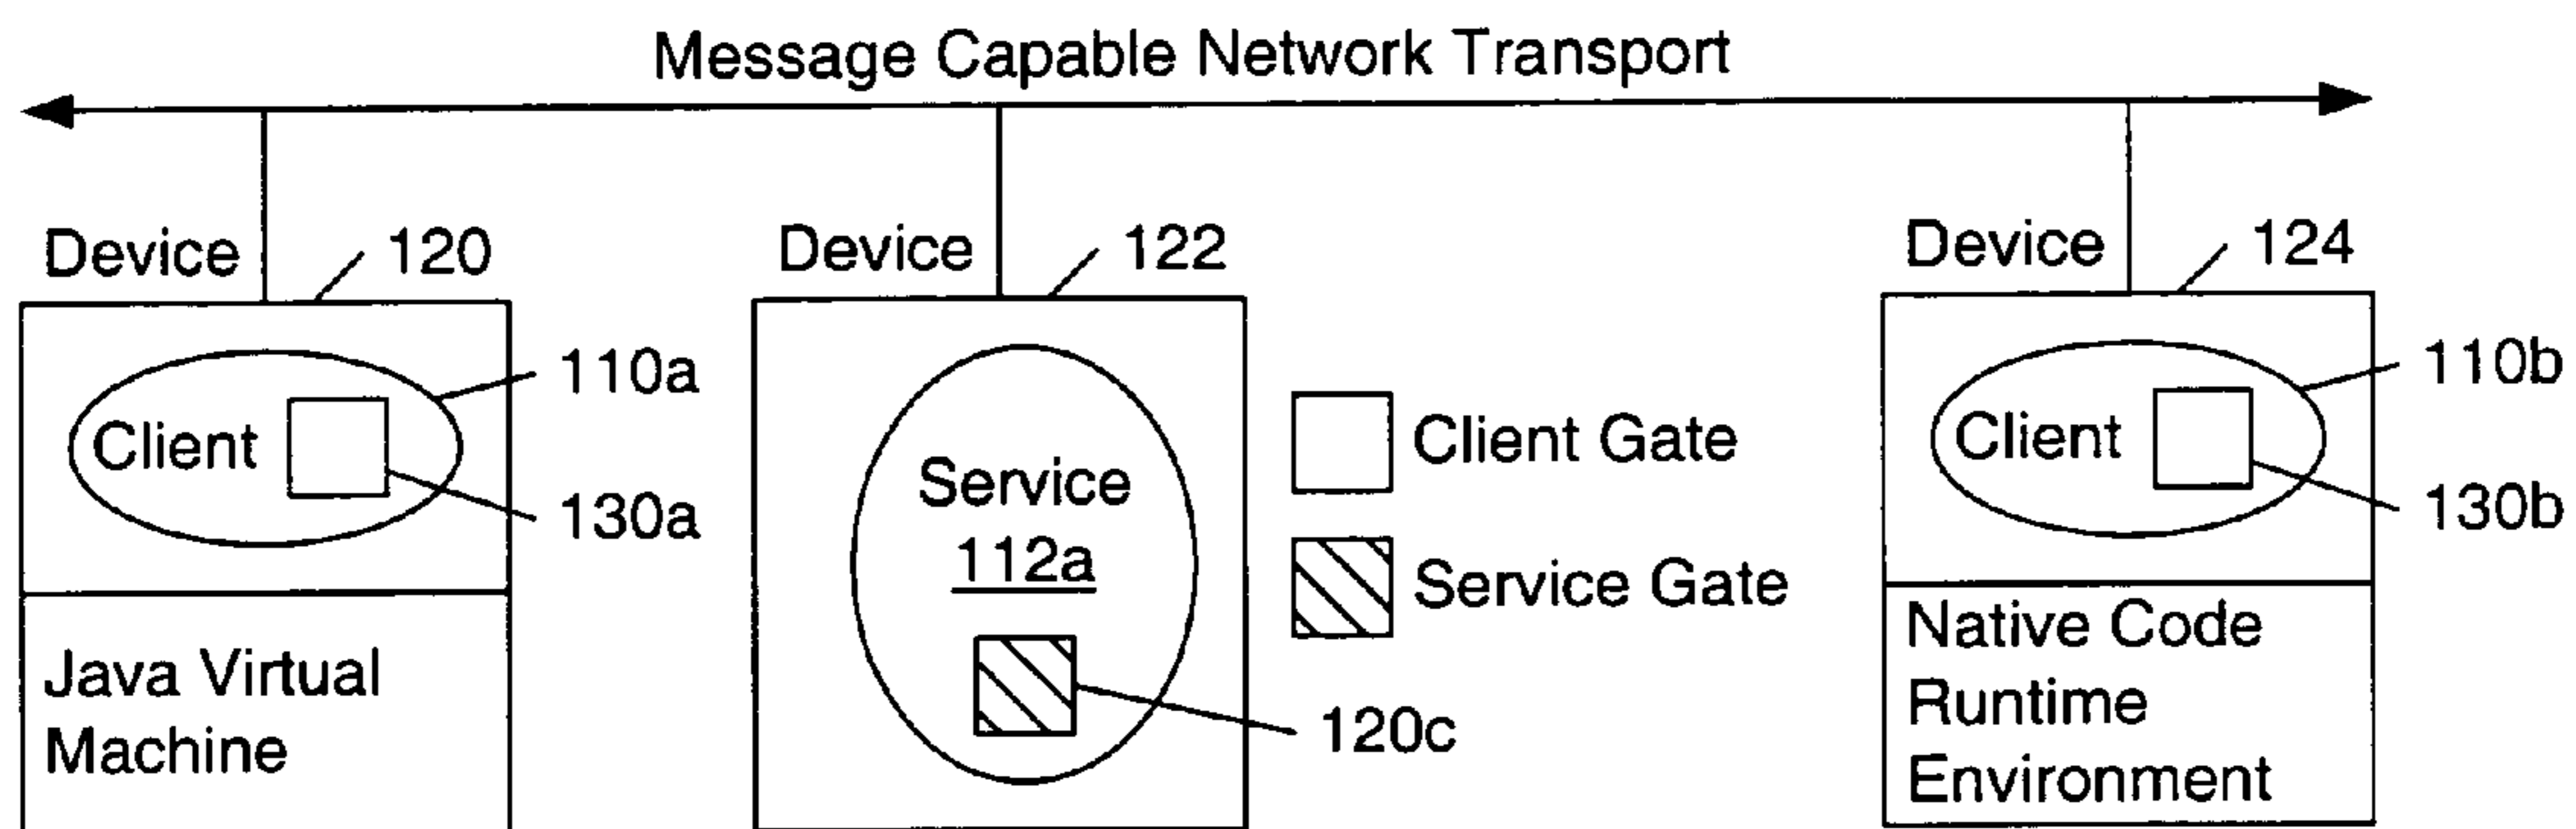 Message Capable Network Transport
Device
120
Device
122
Device
124
Client
110a
130a
Service
112a
120c
Client Gate
Service Gate
Client
110b
130b
Java Virtual
Machine
Native Code
Runtime
Environment